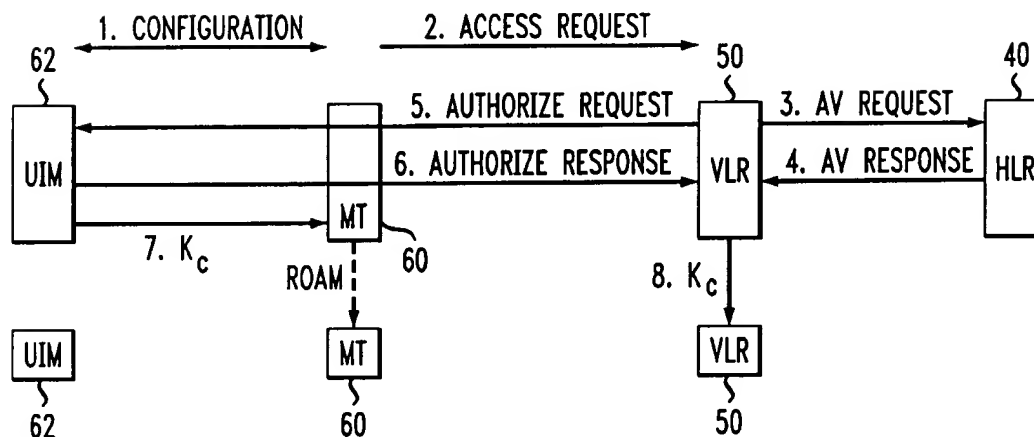 1. CONFIGURATION
2. ACCESS REQUEST
62
50
40
5. AUTHORIZE REQUEST
3. AV REQUEST
UIM
6. AUTHORIZE RESPONSE
VLR
4. AV RESPONSE
HLR
MT
7. Kc
60
ROAM
8. Kc
UIM
MT
VLR
62
60
50